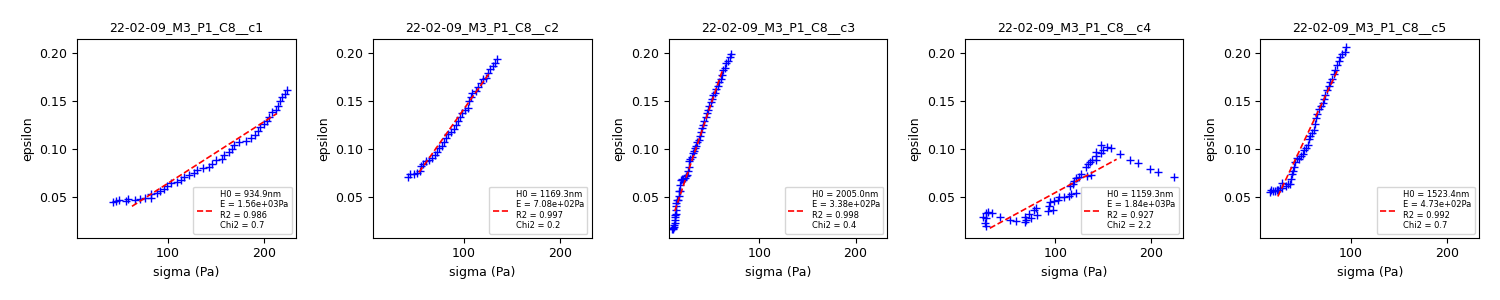 22-02-09_M3_P1_C8__c1
22-02-09_M3_P1_C8__c2
22-02-09_M3_P1_C8__c3
22-02-09_M3_P1_C8__c4
22-02-09_M3_P1_C8__c5
epsilon
0.20
0.15
0.10
0.05
H0 = 934.9nm
E = 1.56e+03Pa
R2 = 0.986
Chi2 = 0.7
100
200
sigma (Pa)
epsilon
0.20
0.15
0.10
0.05
H0 = 1169.3nm
E = 7.08e+02Pa
R2 = 0.997
Chi2 = 0.2
100
200
sigma (Pa)
epsilon
0.20
0.15
0.10
0.05
H0 = 2005.0nm
E = 3.38e+02Pa
R2 = 0.998
Chi2 = 0.4
100
200
sigma (Pa)
epsilon
0.20
0.15
0.10
0.05
H0 = 1159.3nm
E = 1.84e+03Pa
R2 = 0.927
Chi2 = 2.2
100
200
sigma (Pa)
epsilon
0.20
0.15
0.10
0.05
H0 = 1523.4nm
E = 4.73e+02Pa
R2 = 0.992
Chi2 = 0.7
100
200
sigma (Pa)